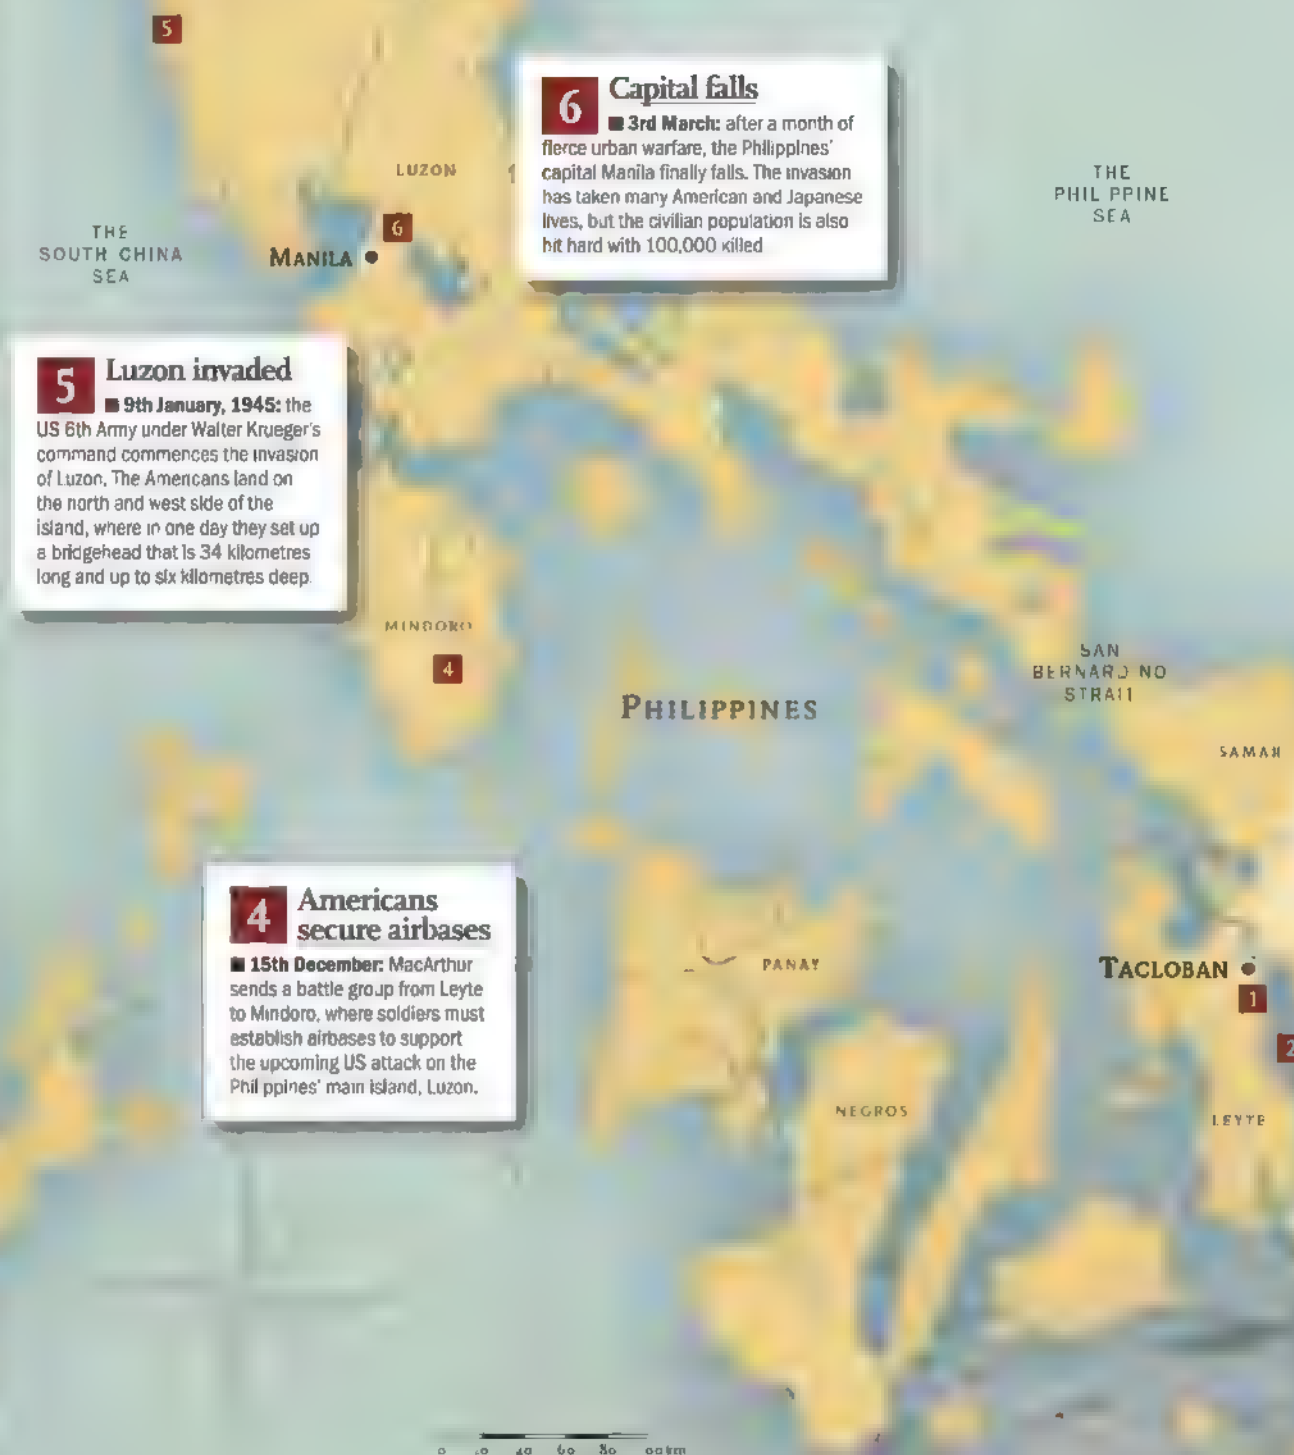 5
6
Capital falls
■ 3rd March: after a month of
fierce urban warfare, the Philippines'
capital Manila finally falls. The invasion
has taken many American and Japanese
lives, but the civilian population is also
hit hard with 100,000 killed
LUZON
THE
PHIL PPINE
SEA
6
THE
SOUTH CHINA
SEA
MANILA
5
Luzon invaded
■ 9th January, 1945: the
US 6th Army under Walter Krueger's
command commences the invasion
of Luzon. The Americans land on
the north and west side of the
island, where in one day they set up
a bridgehead that is 34 kilometres
long and up to six kilometres deep.
MINDORO
4
SAN
BERNARD NO
STRAIT
PHILIPPINES
SAMAR
4
Americans
secure airbases
■ 15th December: MacArthur
sends a battle group from Leyte
to Mindoro, where soldiers must
establish airbases to support
the upcoming US attack on the
Phil ppines' main island, Luzon.
PANAY
TACLOBAN
1
2
NEGROS
LEYTE
0 40 60 80 km